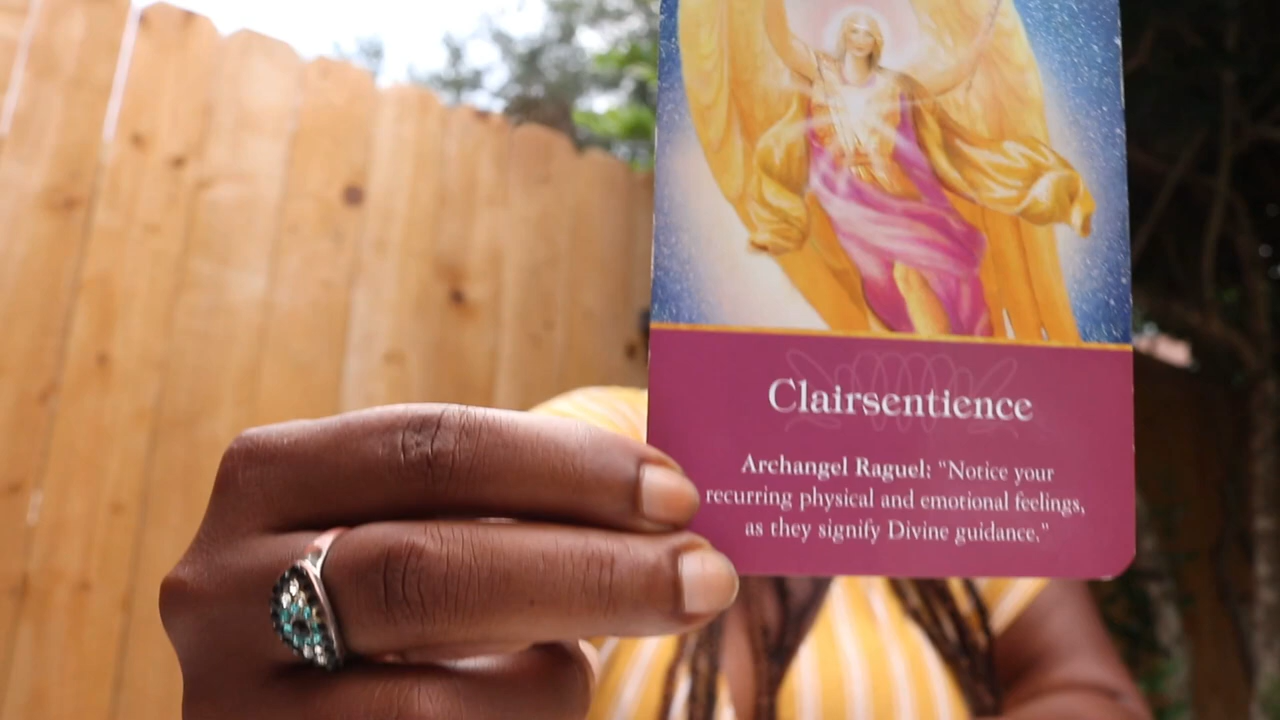 Clairsentience
Archangel Raguel: "Notice your
recurring physical and emotional feelings,
as they signify Divine guidance."